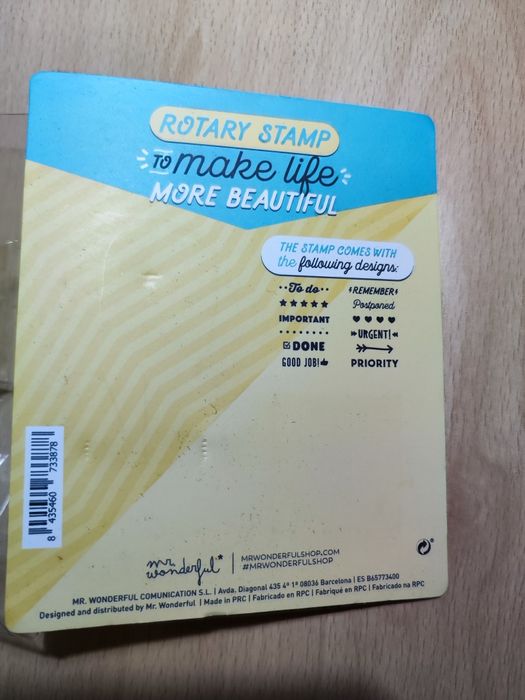 ROTARY STAMP
TO make life
MORE BEAUTIFUL
THE STAMP COMES WITH
the following designs:
To do
IMPORTANT
DONE
GOOD JOB!
REMEMBER
Postponed
URGENT!
PRIORITY
8 435460 733878
mr. wonderful*
MRWONDERFULSHOP.COM
#MRWONDERFULSHOP
MR. WONDERFUL COMUNICATION S.L. | Avda. Diagonal 435 4º 1ª 08036 Barcelona | ES B65773400
Designed and distributed by Mr. Wonderful | Made in PRC | Fabricado en RPC | Fabriqué en RPC | Fabricado na RPC